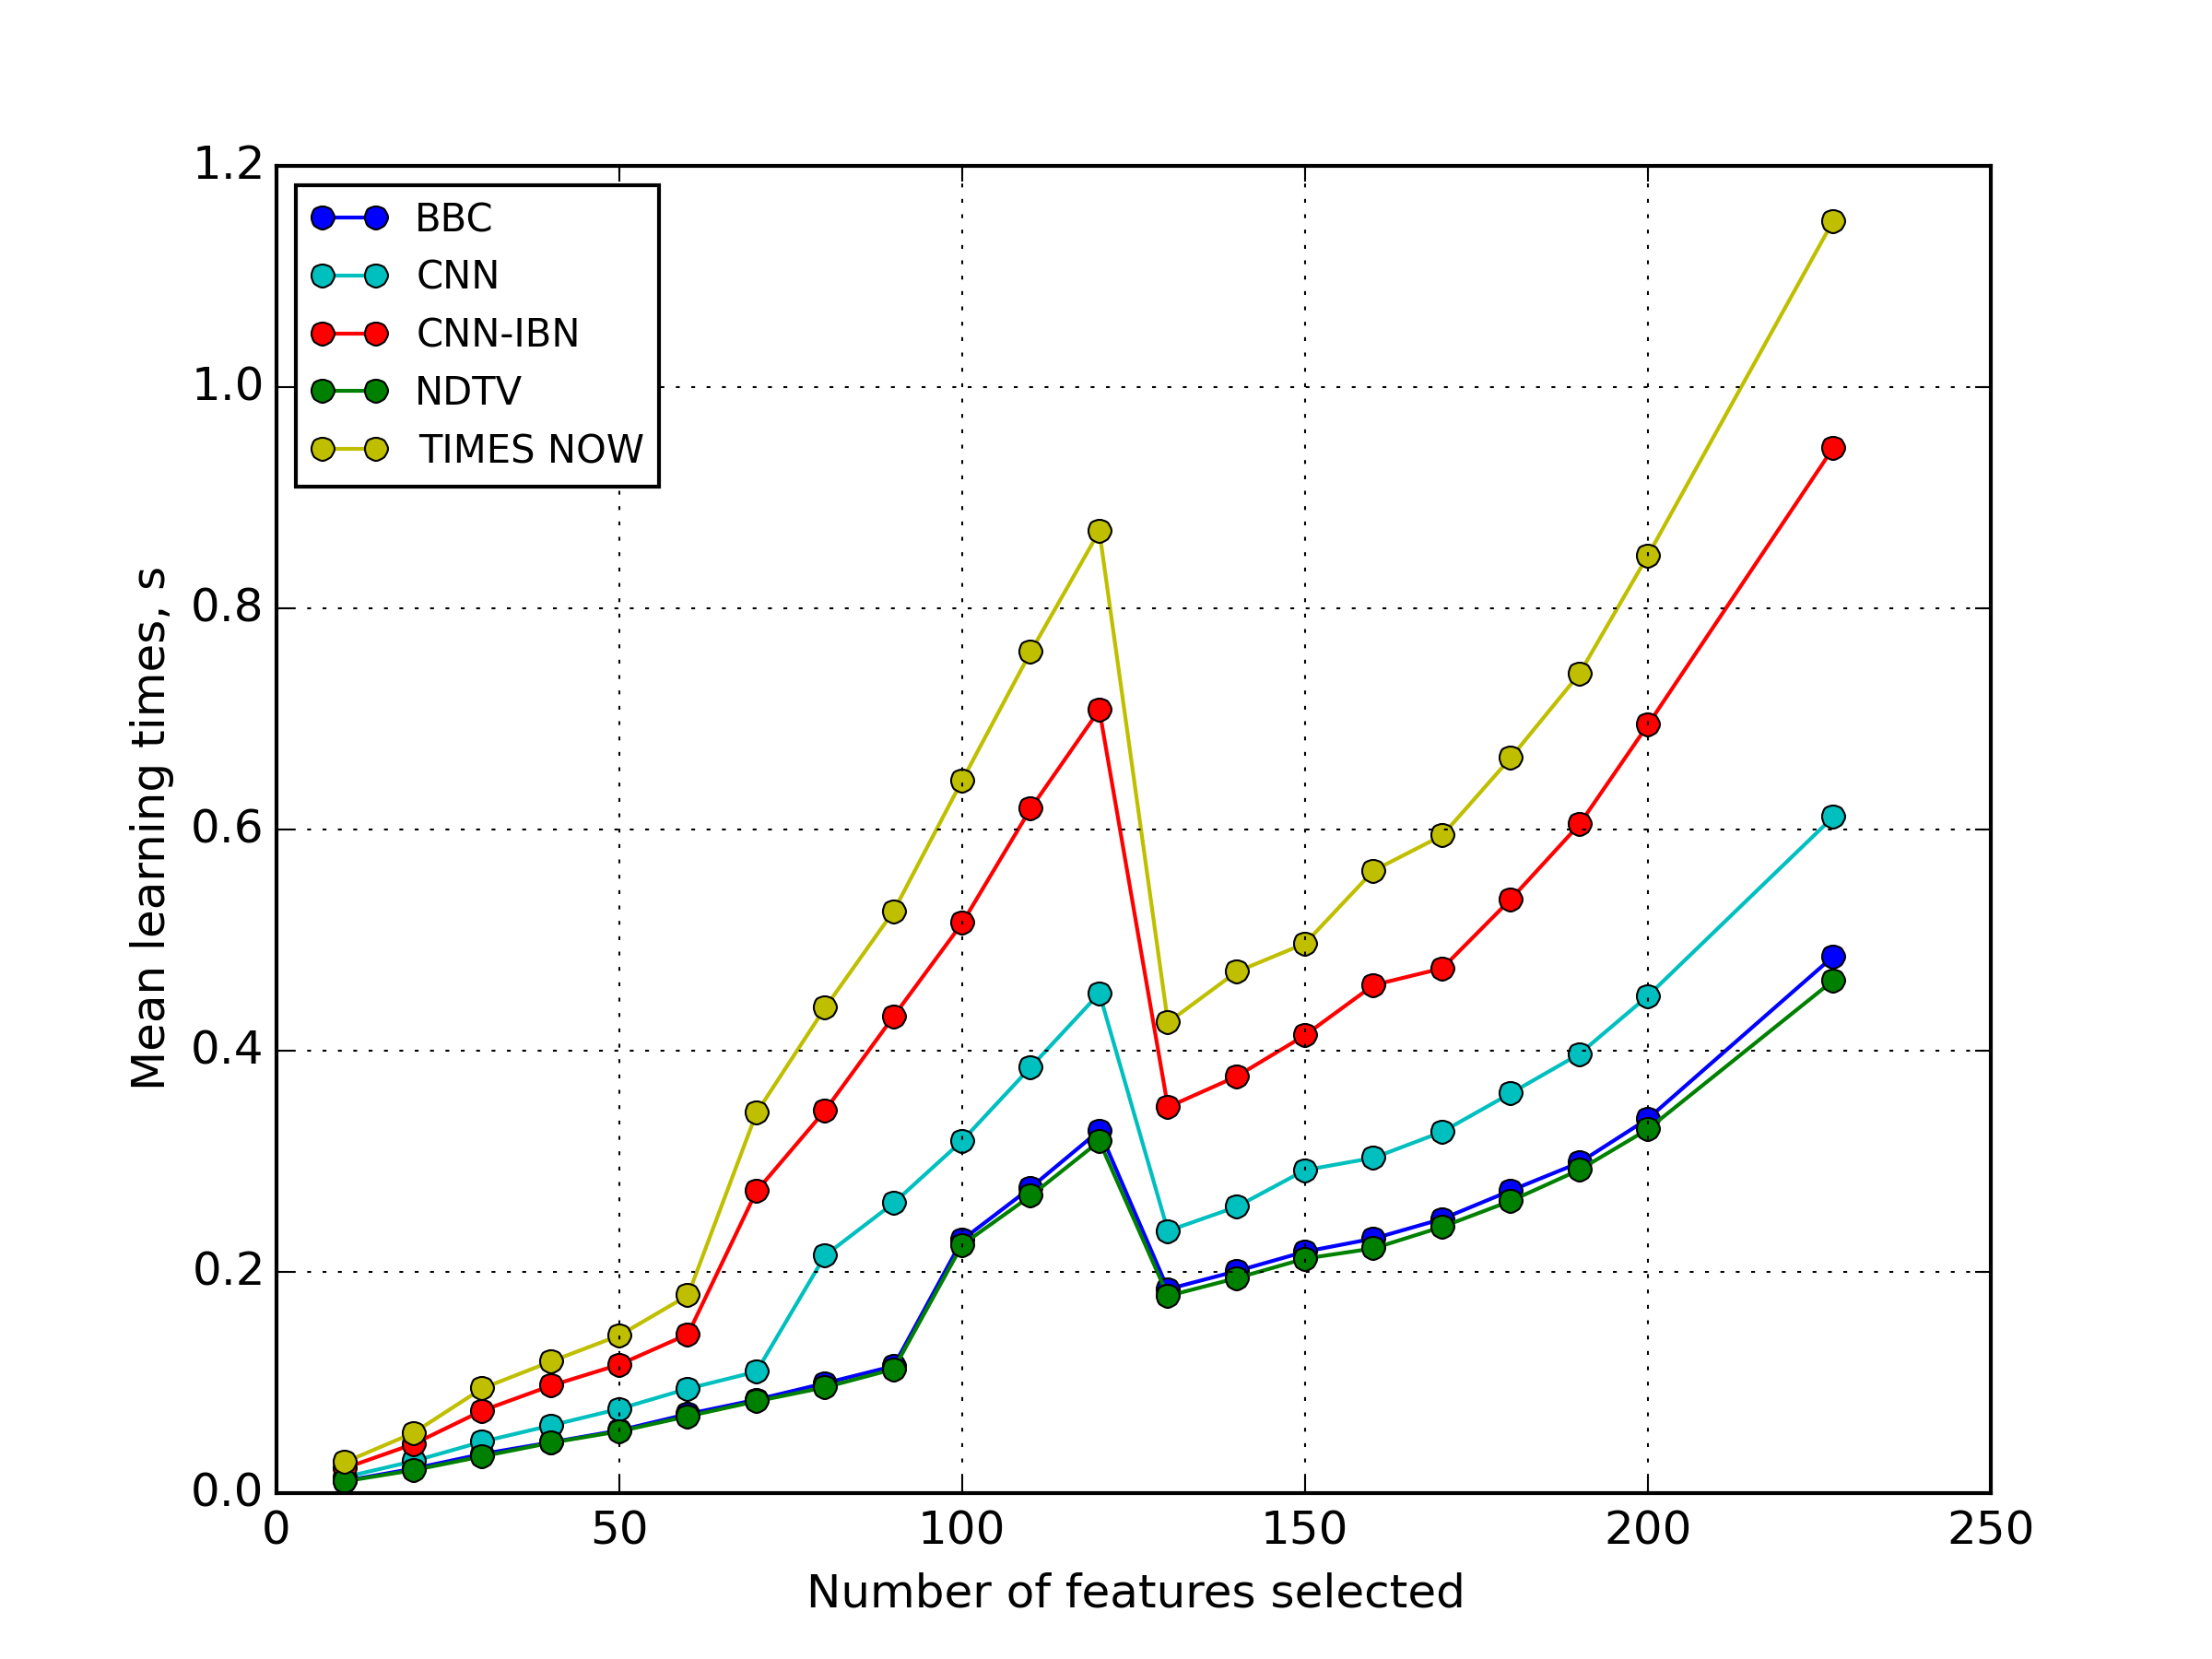 1.2
1.0
0.8
0.6
0.4
0.2
0.0
BBC
CNN
CNN-IBN
NDTV
TIMES NOW
Mean learning times, s
0 50 100 150 200 250
Number of features selected